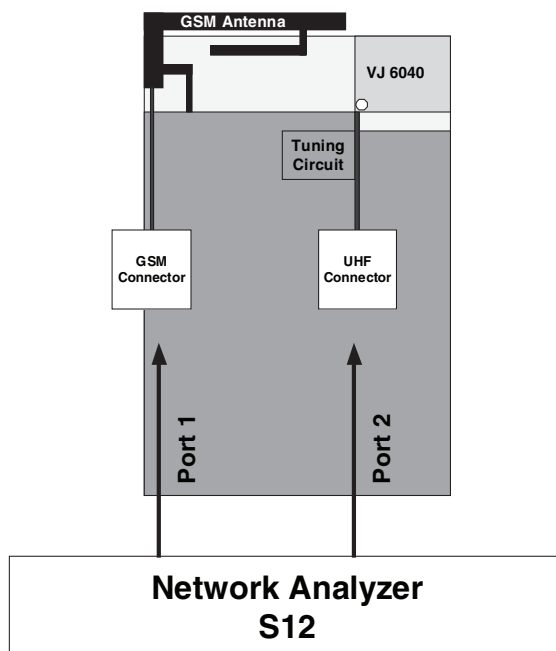 GSM Antenna
VJ 6040
Tuning
Circuit
GSM
Connector
UHF
Connector
Port 1
Port 2
Network Analyzer
S12